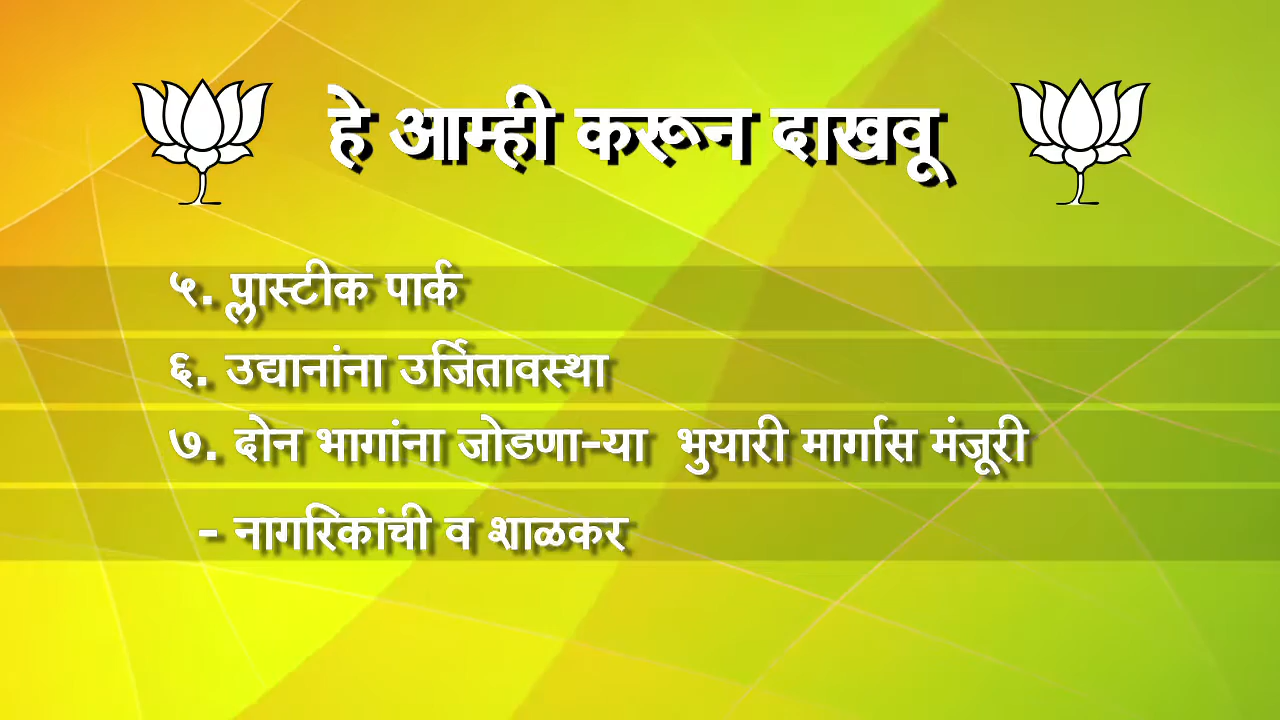 हे आम्ही करून दाखवू
५. प्लास्टीक पार्क
६. उद्यानांना उर्जितावस्था
७. दोन भागांना जोडणा-या भुयारी मार्गास मंजूरी
- नागरिकांची व शाळकर